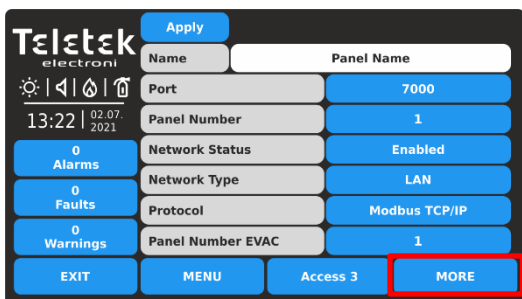 Teletek
electroni
13:22
02.07.
2021
0
Alarms
0
Faults
0
Warnings
Apply
Name Panel Name
Port 7000
Panel Number 1
Network Status Enabled
Network Type LAN
Protocol Modbus TCP/IP
Panel Number EVAC 1
EXIT MENU Access 3 MORE